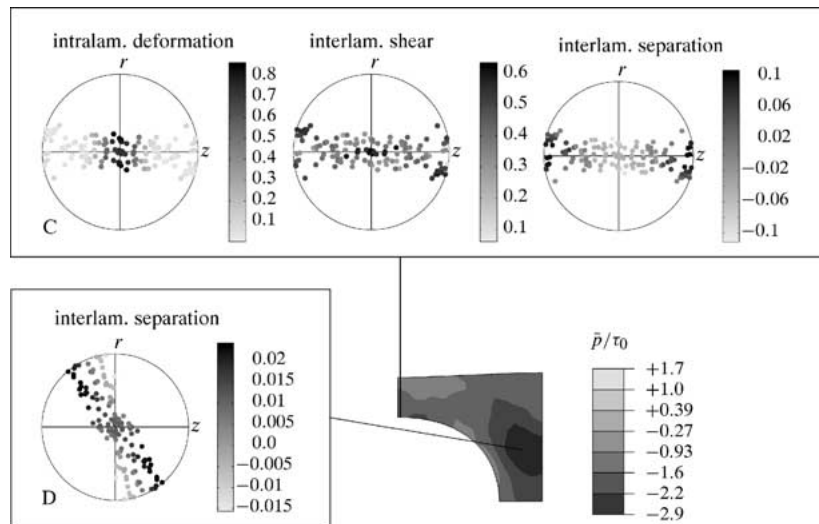 intralam. deformation
r
z
0.8
0.7
0.6
0.5
0.4
0.3
0.2
0.1
C
interlam. shear
r
z
0.6
0.5
0.4
0.3
0.2
0.1
interlam. separation
r
z
0.1
0.06
0.02
−0.02
−0.06
−0.1
interlam. separation
r
z
0.02
0.015
0.01
0.005
0.0
−0.005
−0.01
−0.015
D
p̄/τ₀
+1.7
+1.0
+0.39
−0.27
−0.93
−1.6
−2.2
−2.9